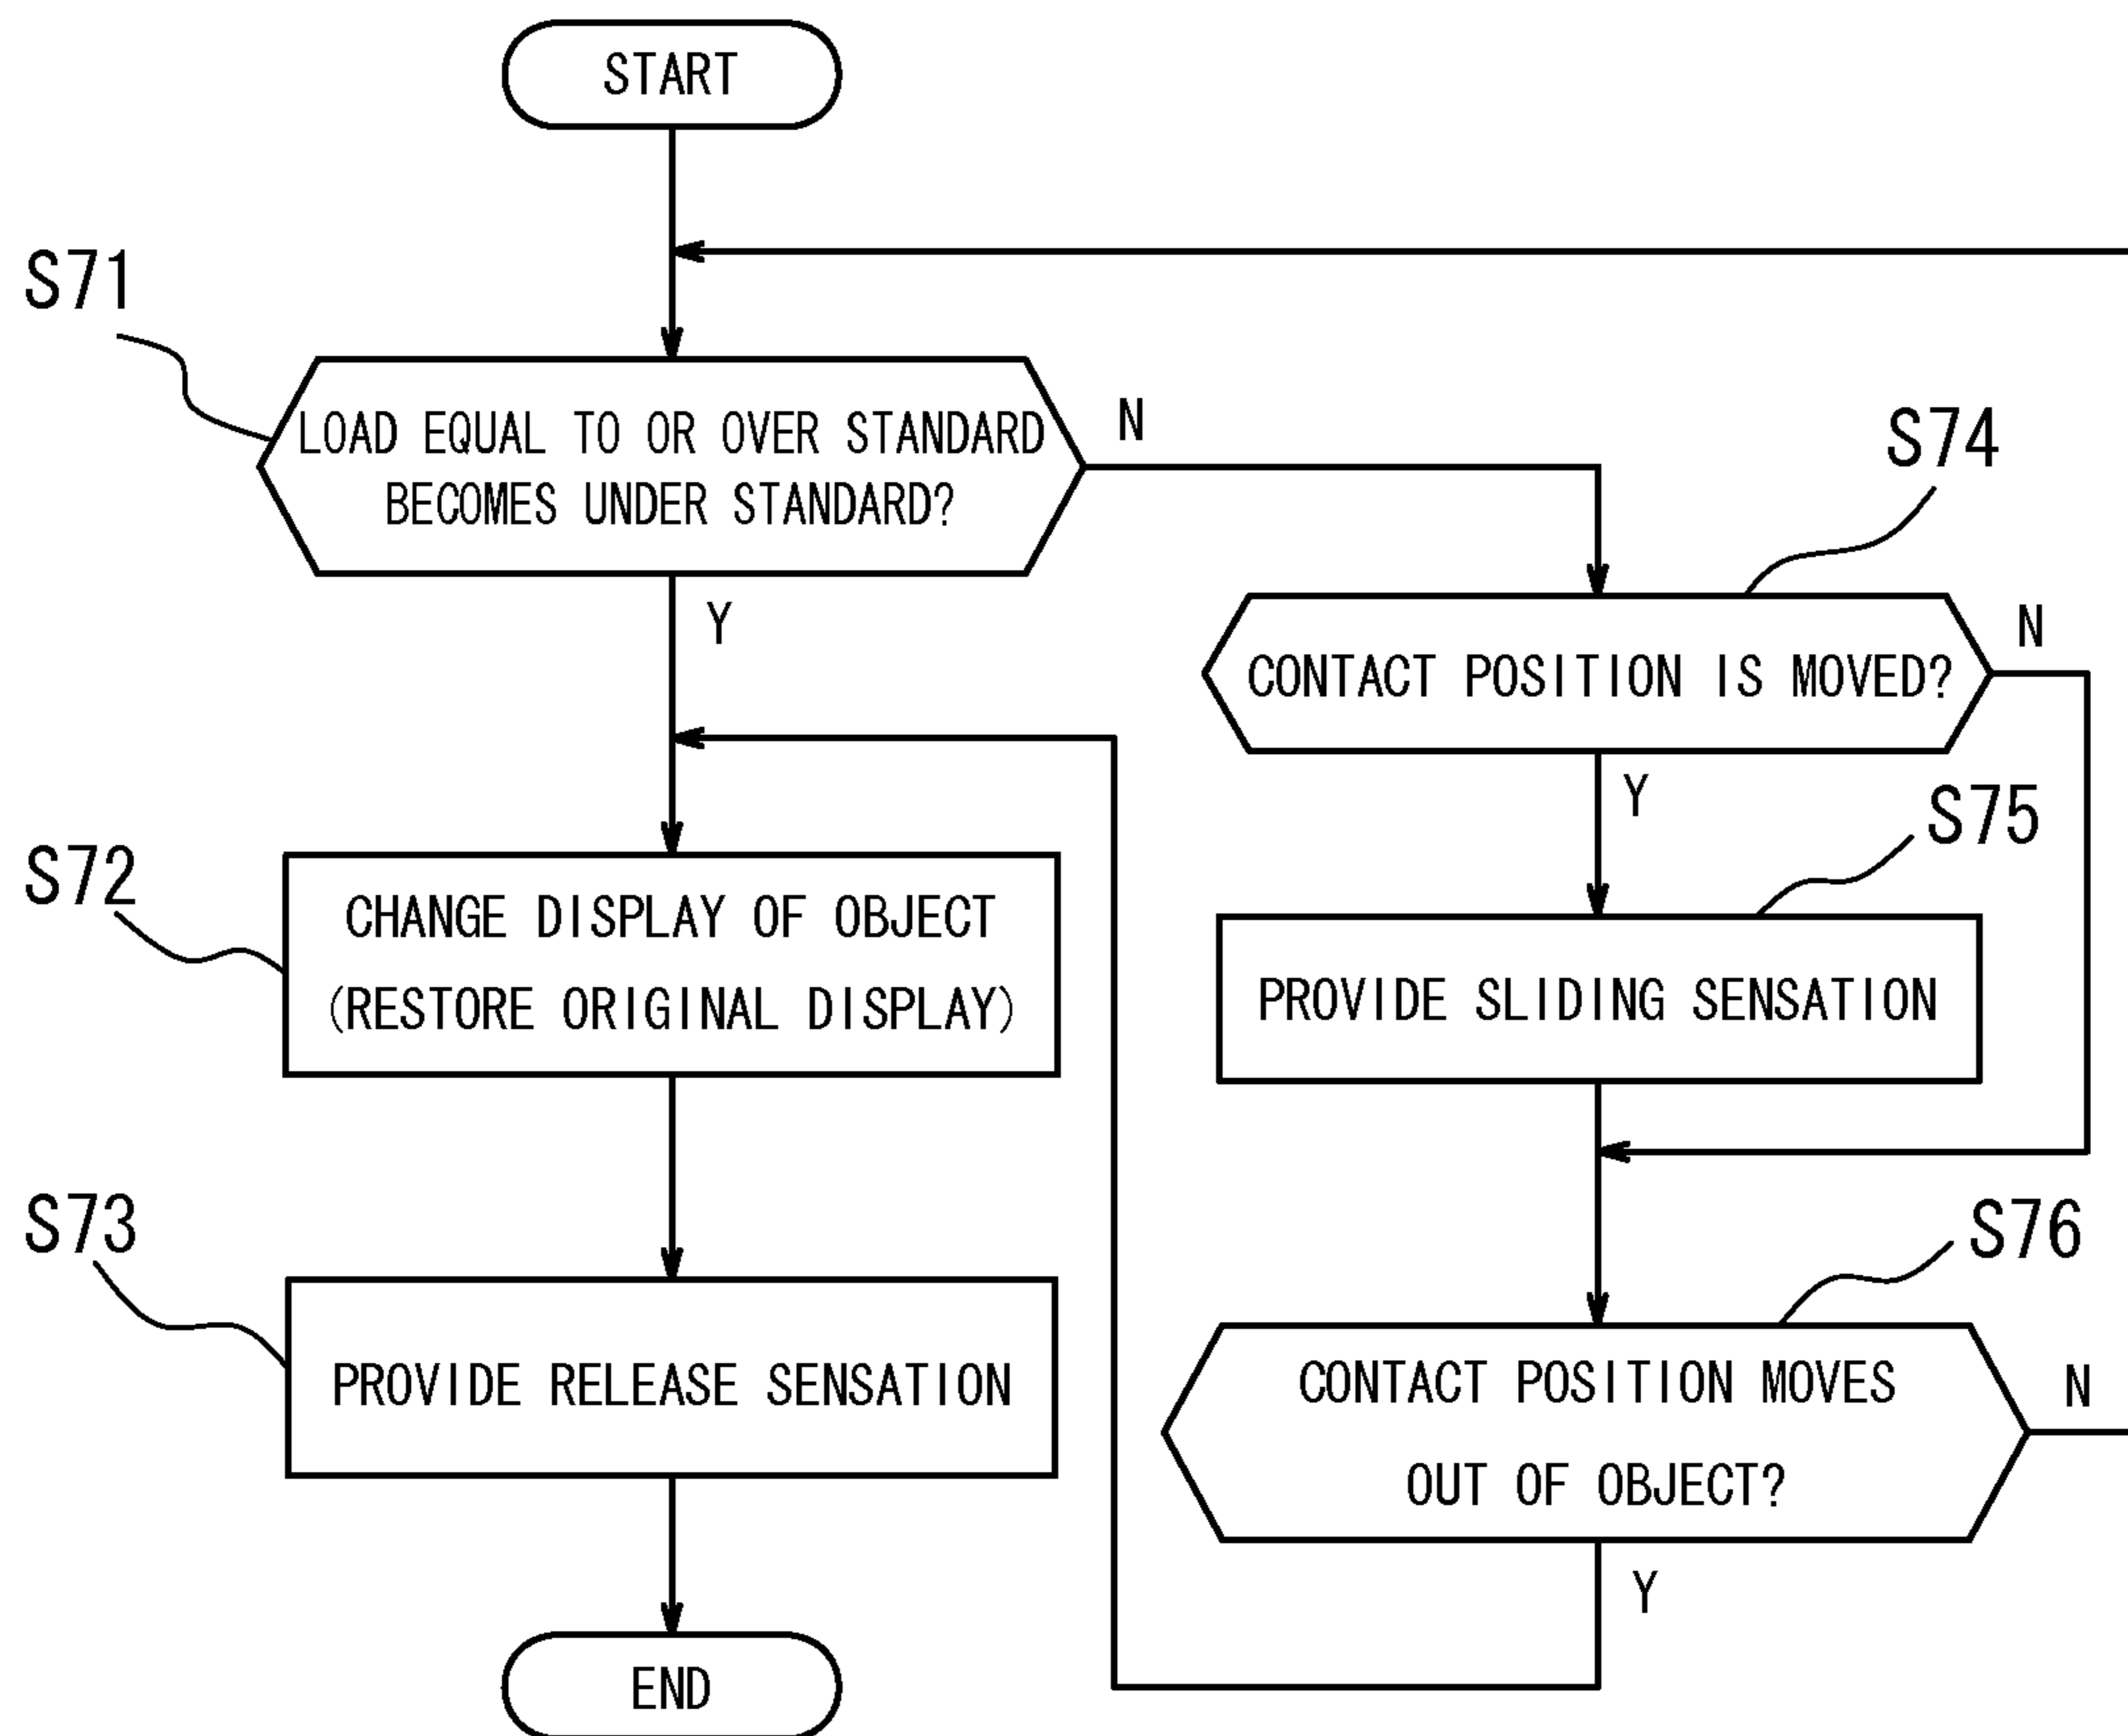 START
S71
LOAD EQUAL TO OR OVER STANDARD
BECOMES UNDER STANDARD?
N
Y
S74
CONTACT POSITION IS MOVED?
N
Y
S75
PROVIDE SLIDING SENSATION
S72
CHANGE DISPLAY OF OBJECT
(RESTORE ORIGINAL DISPLAY)
S73
PROVIDE RELEASE SENSATION
S76
CONTACT POSITION MOVES
OUT OF OBJECT?
N
Y
END